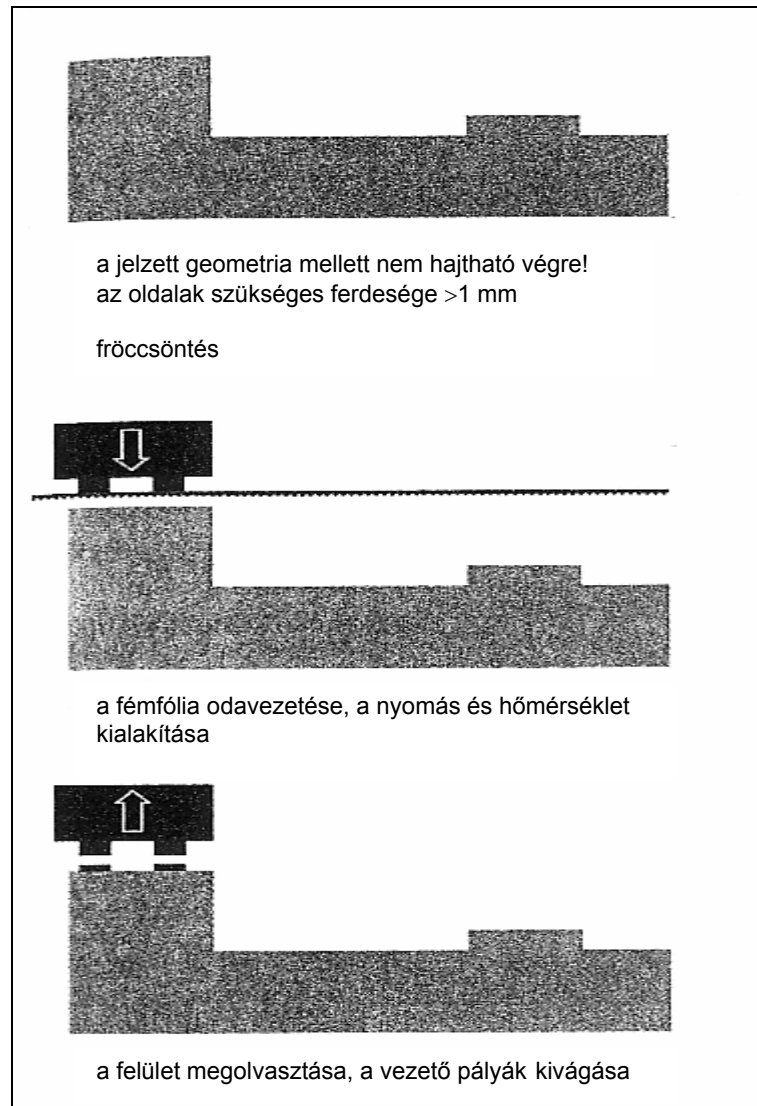 a jelzett geometria mellett nem hajtható végre!
az oldalak szükséges ferdesége >1 mm
fröccsöntés
a fémfólia odavezetése, a nyomás és hőmérséklet
kialakítása
a felület megolvasztása, a vezető pályák kivágása